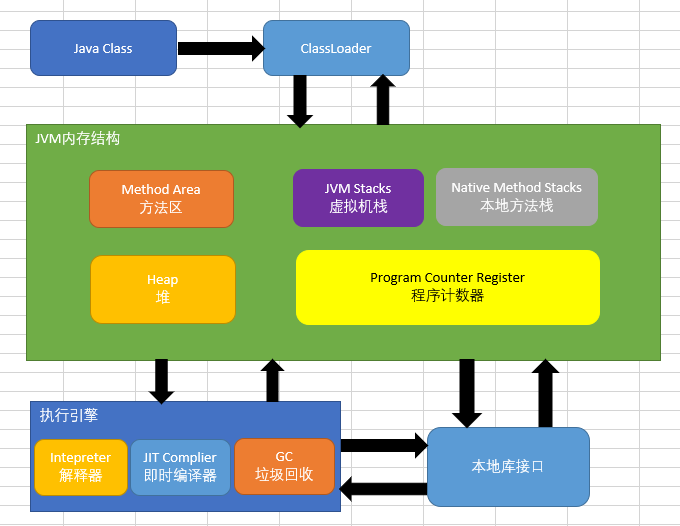 Java Class
ClassLoader
JVM内存结构
Method Area
方法区
JVM Stacks
虚拟机栈
Native Method Stacks
本地方法栈
Heap
堆
Program Counter Register
程序计数器
执行引擎
Intepreter
解释器
JIT Complier
即时编译器
GC
垃圾回收
本地库接口